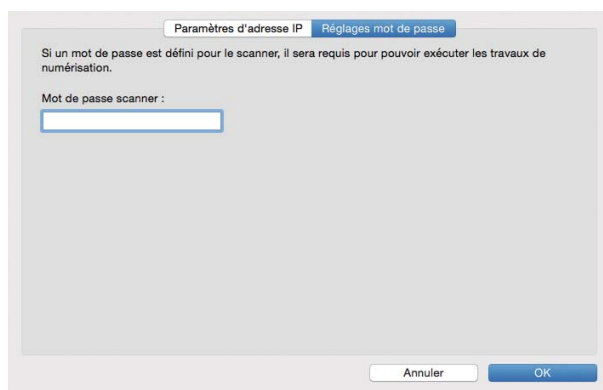 Paramètres d'adresse IP Réglages mot de passe
Si un mot de passe est défini pour le scanner, il sera requis pour pouvoir exécuter les travaux de
numérisation.
Mot de passe scanner :
Annuler OK